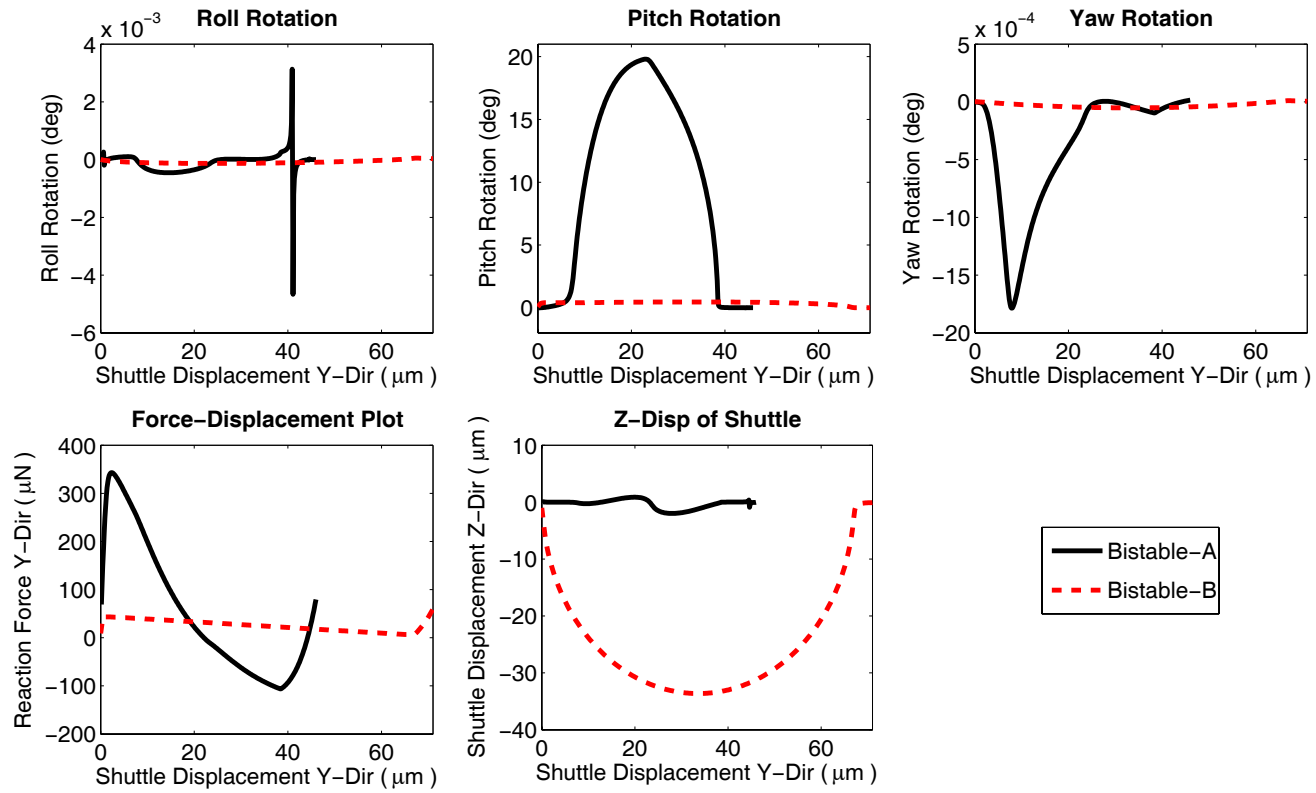 Roll Rotation
x 10−3
4
2
0
−2
−4
−6
0 20 40 60
Roll Rotation (deg)
Shuttle Displacement Y−Dir ( μm )
Pitch Rotation
20
15
10
5
0
0 20 40 60
Pitch Rotation (deg)
Shuttle Displacement Y−Dir ( μm )
Yaw Rotation
x 10−4
5
0
−5
−10
−15
−20
0 20 40 60
Yaw Rotation (deg)
Shuttle Displacement Y−Dir ( μm )
Force−Displacement Plot
400
300
200
100
0
−100
−200
0 20 40 60
Reaction Force Y−Dir ( μN )
Shuttle Displacement Y−Dir ( μm )
Z−Disp of Shuttle
10
0
−10
−20
−30
−40
0 20 40 60
Shuttle Displacement Z−Dir ( μm )
Shuttle Displacement Y−Dir ( μm )
Bistable−A
Bistable−B